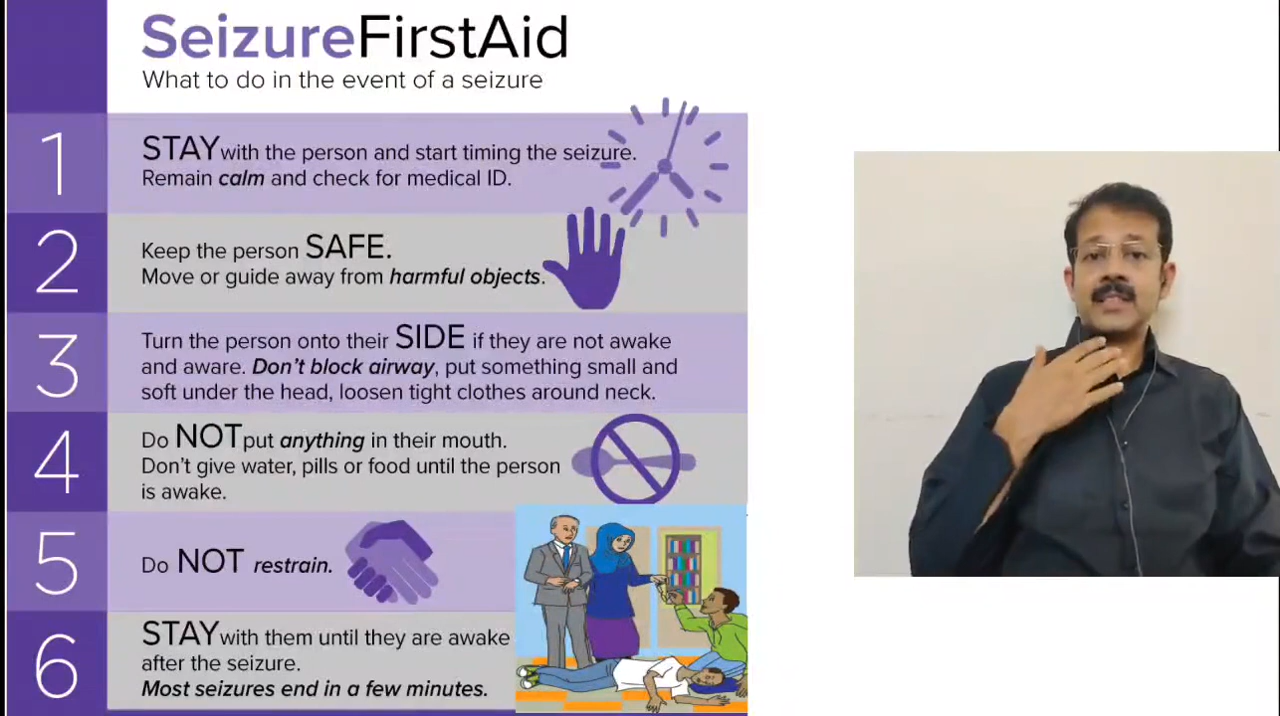 SeizureFirstAid
What to do in the event of a seizure
1
STAY with the person and start timing the seizure.
Remain calm and check for medical ID.
2
Keep the person SAFE.
Move or guide away from harmful objects.
3
Turn the person onto their SIDE if they are not awake
and aware. Don't block airway, put something small and
soft under the head, loosen tight clothes around neck.
4
Do NOT put anything in their mouth.
Don't give water, pills or food until the person
is awake.
5
Do NOT restrain.
6
STAY with them until they are awake
after the seizure.
Most seizures end in a few minutes.